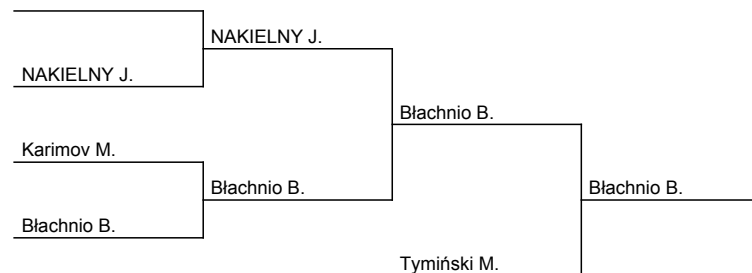 NAKIELNY J.
NAKIELNY J.
Błachnio B.
Karimov M.
Błachnio B.
Błachnio B.
Błachnio B.
Tymiński M.